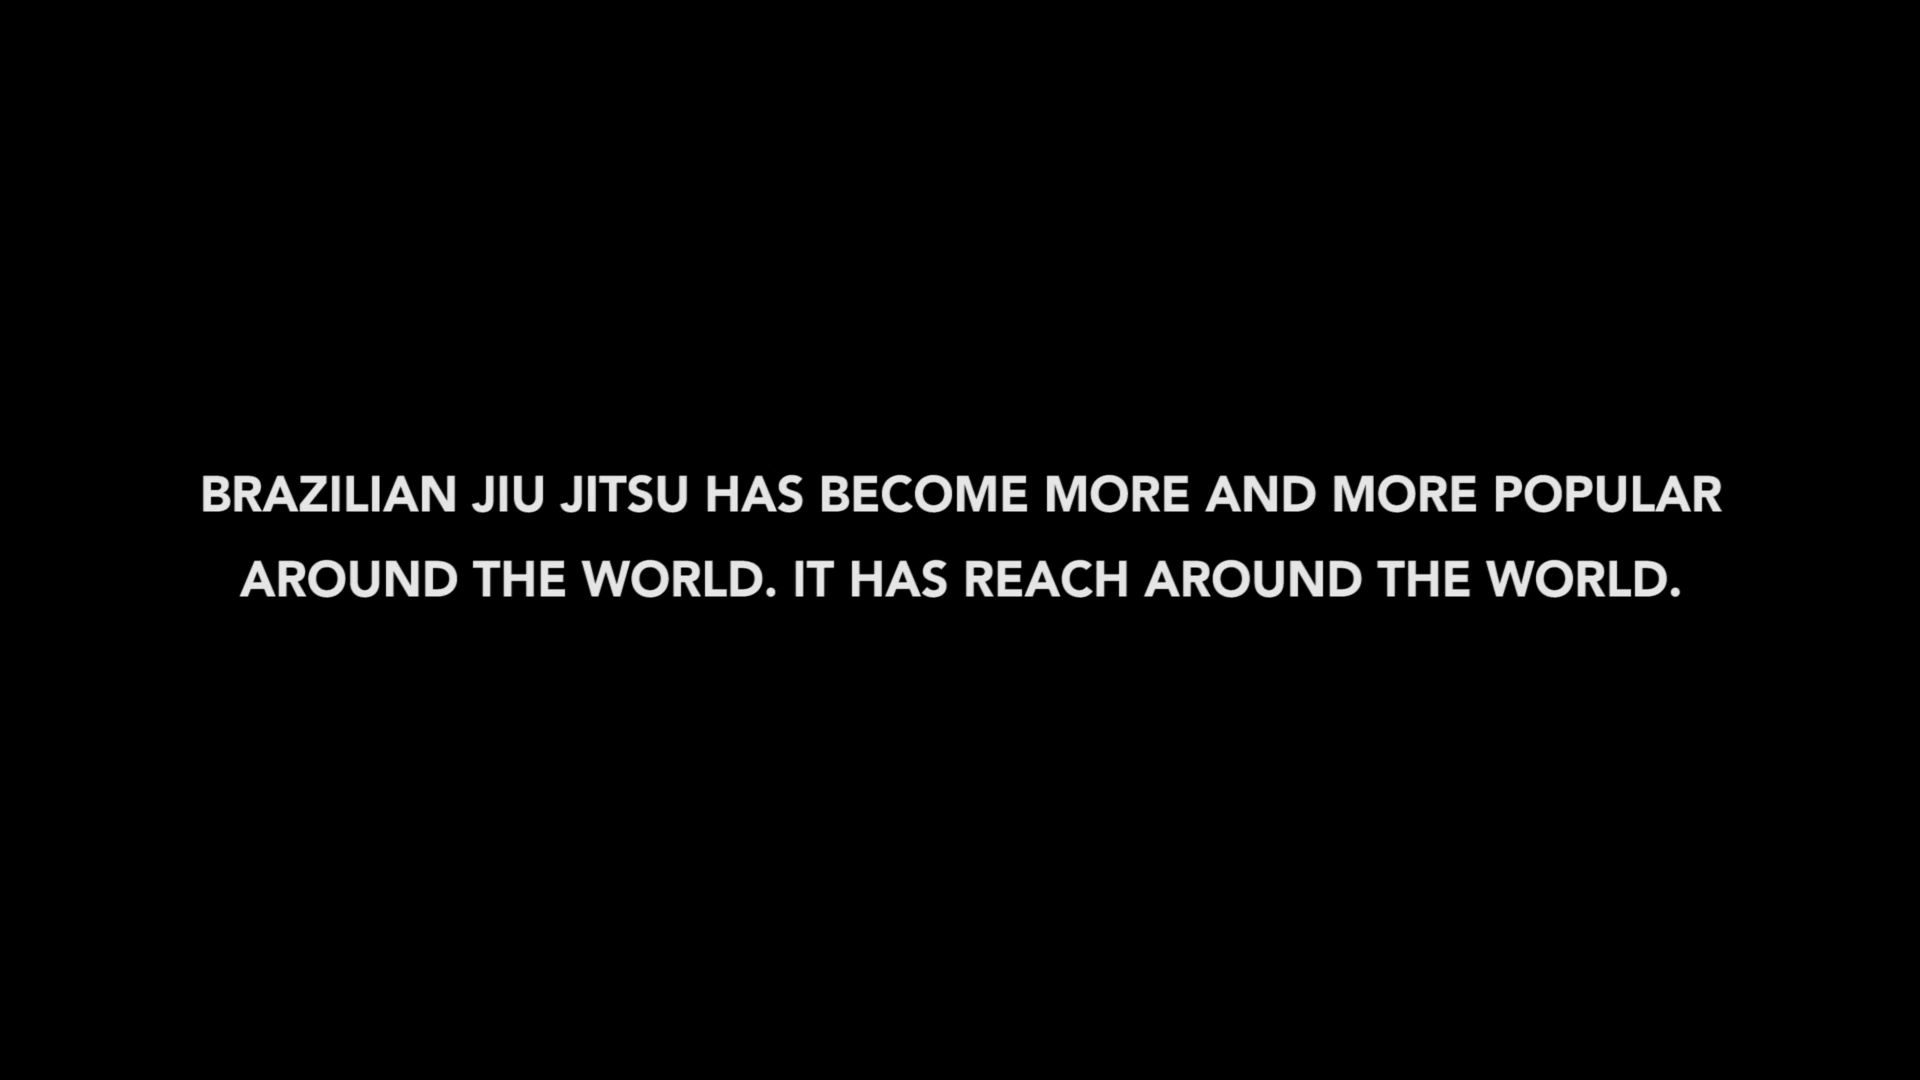 BRAZILIAN JIU JITSU HAS BECOME MORE AND MORE POPULAR
AROUND THE WORLD. IT HAS REACH AROUND THE WORLD.